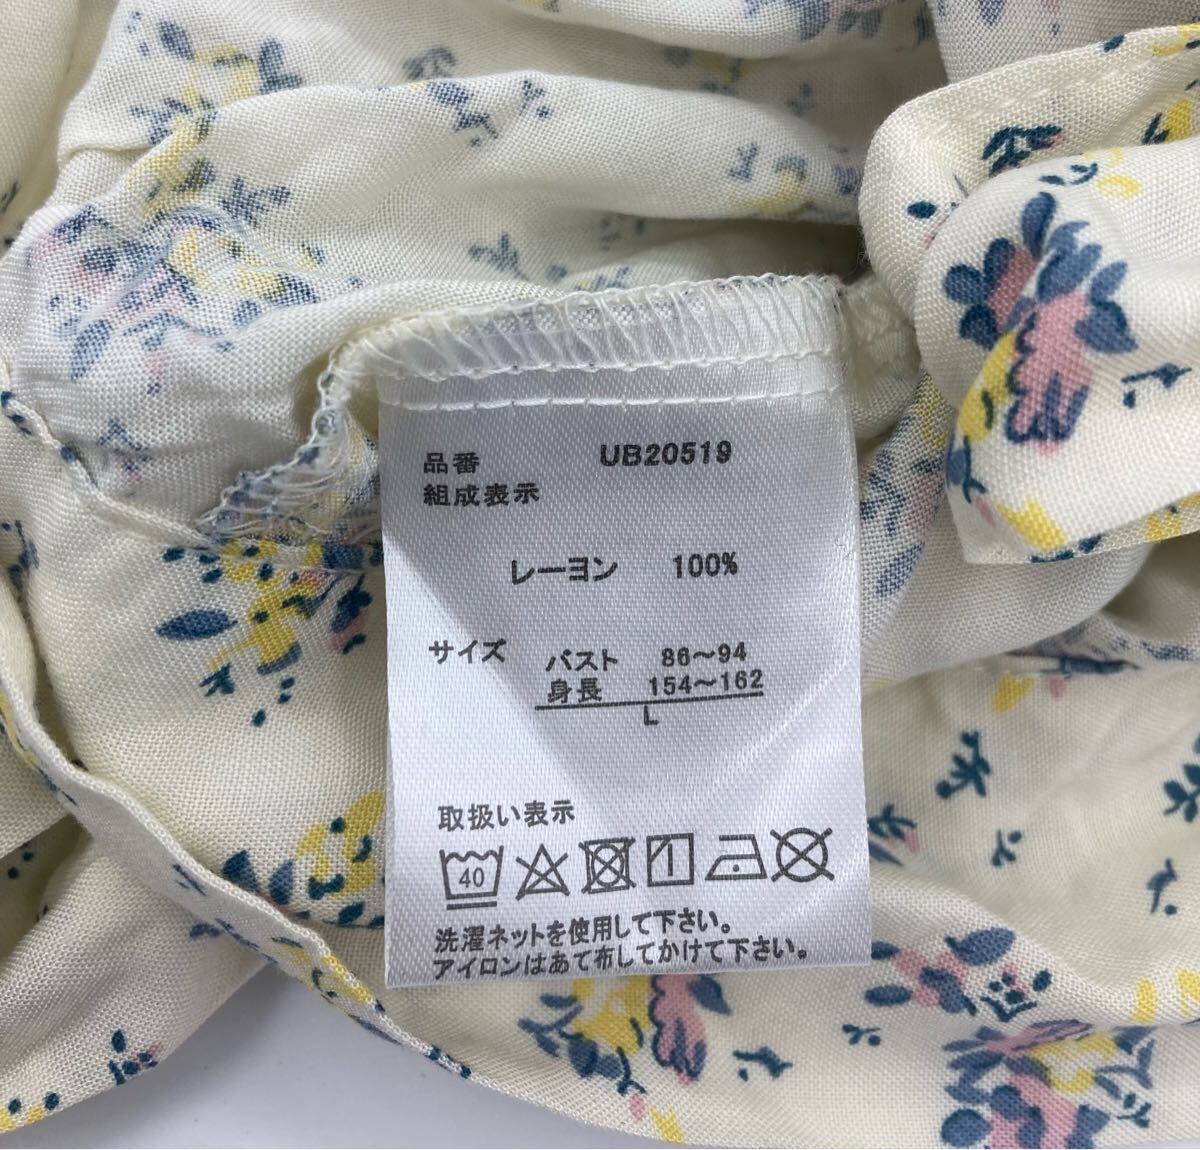 品番 UB20519
組成表示
レーヨン 100%
サイズ バスト 86～94
身長 154～162
L
取扱い表示
40
洗濯ネットを使用して下さい。
アイロンはあて布してかけて下さい。